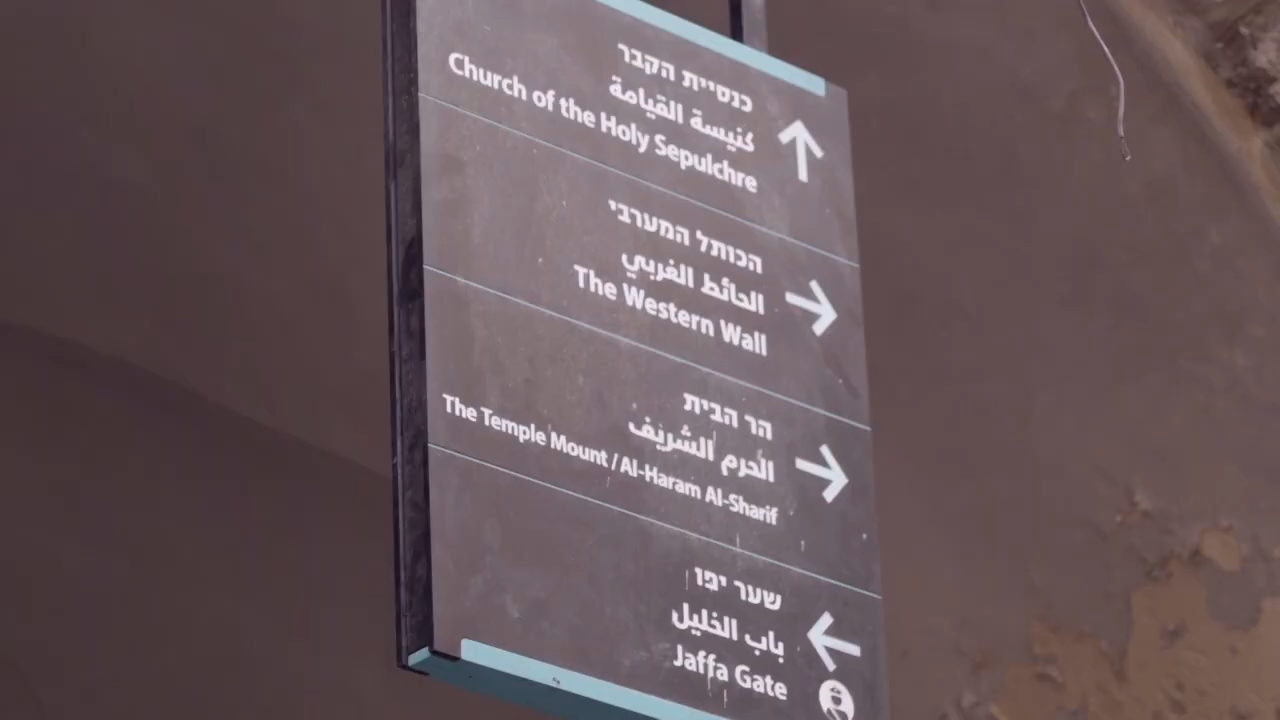 כנסיית הקבר
كنيسة القيامة
Church of the Holy Sepulchre
הכותל המערבי
الحائط الغربي
The Western Wall
הר הבית
الحرم الشريف
The Temple Mount / Al-Haram Al-Sharif
שער יפו
باب الخليل
Jaffa Gate